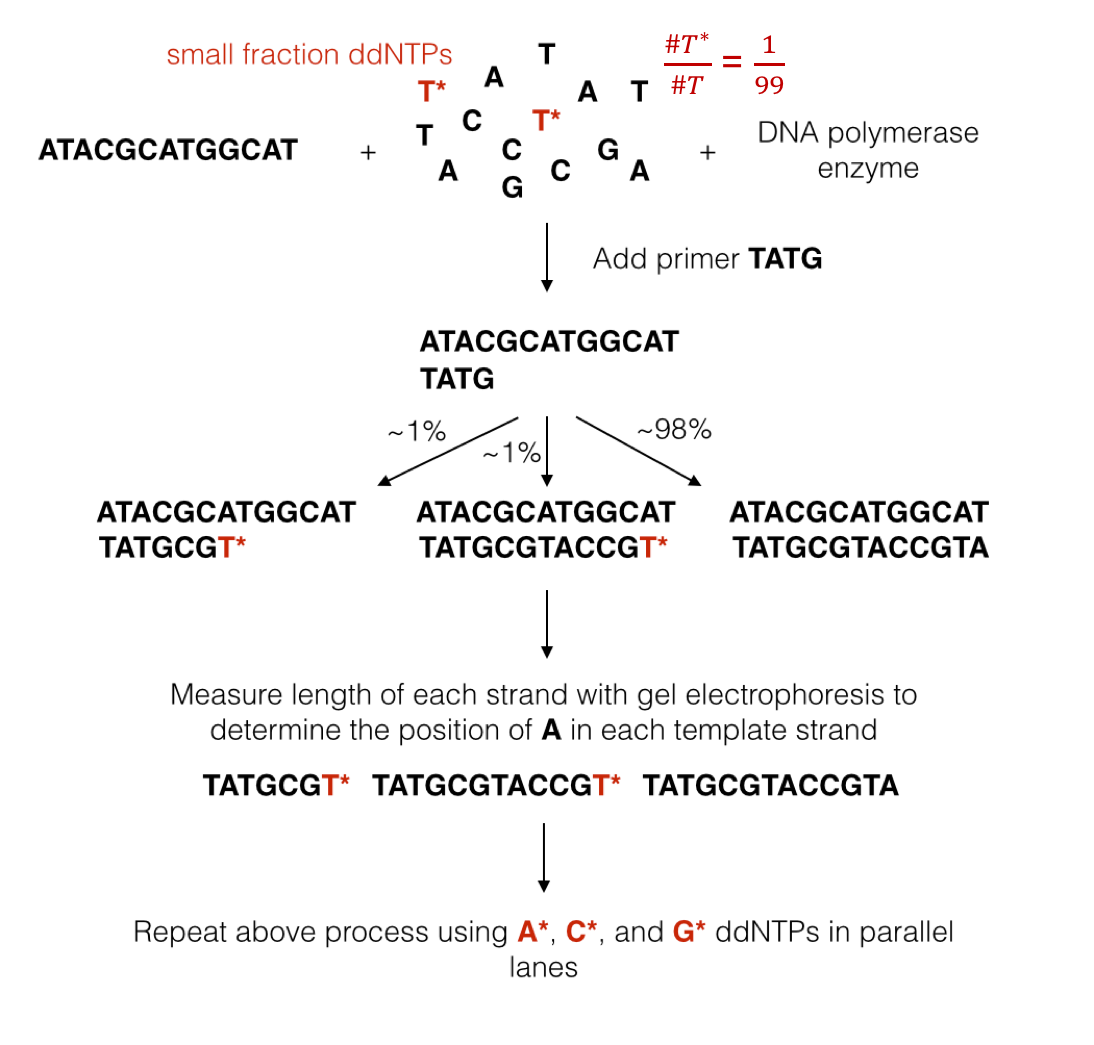 small fraction ddNTPs
T
#T* / #T = 1 / 99
A
T*
A
T
C
T*
T
ATACGCATGGCAT
+
C
G
+
DNA polymerase
enzyme
A
C
A
G
Add primer TATG
ATACGCATGGCAT
TATG
~1%
~1%
~98%
ATACGCATGGCAT
TATGCGT*
ATACGCATGGCAT
TATGCGTACCGT*
ATACGCATGGCAT
TATGCGTACCGTA
Measure length of each strand with gel electrophoresis to
determine the position of A in each template strand
TATGCGT* TATGCGTACCGT* TATGCGTACCGTA
Repeat above process using A*, C*, and G* ddNTPs in parallel
lanes